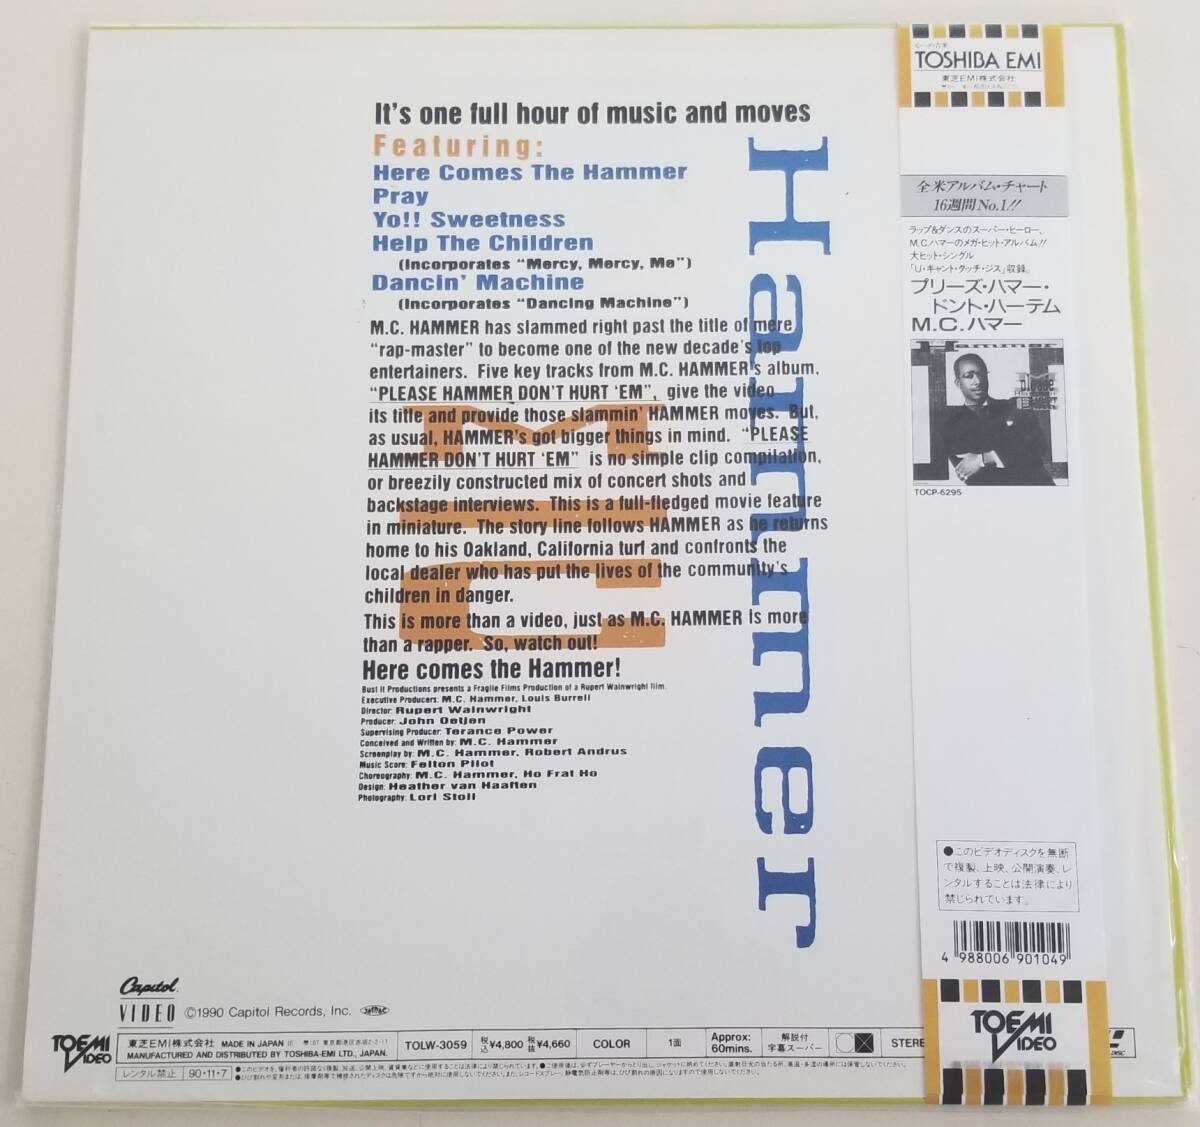 It's one full hour of music and moves
Featuring:
Here Comes The Hammer
Pray
Yo!! Sweetness
Help The Children
(Incorporates "Mercy, Mercy, Me")
Dancin' Machine
(Incorporates "Dancing Machine")
M.C. HAMMER has slammed right past the title of mere
"rap-master" to become one of the new decade's top
entertainers. Five key tracks from M.C. HAMMER's album,
"PLEASE HAMMER DON'T HURT 'EM", give the video
its title and provide those slammin' HAMMER moves. But,
as usual, HAMMER's got bigger things in mind. "PLEASE
HAMMER DON'T HURT 'EM" is no simple clip compilation,
or breezily constructed mix of concert shots and
backstage interviews. This is a full-fledged movie feature
in miniature. The story line follows HAMMER as he returns
home to his Oakland, California turf and confronts the
local dealer who has put the lives of the community's
children in danger.
This is more than a video, just as M.C. HAMMER is more
than a rapper. So, watch out!
Here comes the Hammer!
Bust It Productions presents a Fragile Films Production of a Rupert Wainwright film.
Executive Producers: M.C. Hammer, Louis Burrell
Director: Rupert Wainwright
Producer: John Oetjen
Supervising Producer: Terance Power
Conceived and Written by: M.C. Hammer
Screenplay by: M.C. Hammer, Robert Andrus
Music Score: Felton Pilot
Choreography: M.C. Hammer, Ho Frat Ho
Design: Heather van Haaften
Photography: Lori Stoll
MC
Hammer
TOSHIBA EMI
東芝EMI株式会社
全米アルバム・チャート
16週間No.1!!
ラップ&ダンスのスーパー・ヒーロー、
M.C.ハマーのメガ・ヒット・アルバム!!
大ヒット・シングル
「U・キャント・タッチ・ジス」収録。
プリーズ・ハマー・
ドント・ハーテム
M.C.ハマー
Hammer
please
TOCP-6295
●このビデオディスクを無断
で複製、上映、公開演奏、レ
ンタルすることは法律により
禁じられています。
4 988006 901049
TOEMI
VIDEO
Capitol
VIDEO ©1990 Capitol Records, Inc.
TOEMI
VIDEO
東芝EMI株式会社 MADE IN JAPAN
MANUFACTURED AND DISTRIBUTED BY TOSHIBA-EMI LTD., JAPAN.
TOLW-3059
税込¥4,800 税抜¥4,660
COLOR
1面
Approx:
60mins.
解説付
字幕スーパー
STERE
DISC
レンタル禁止
90・11・7